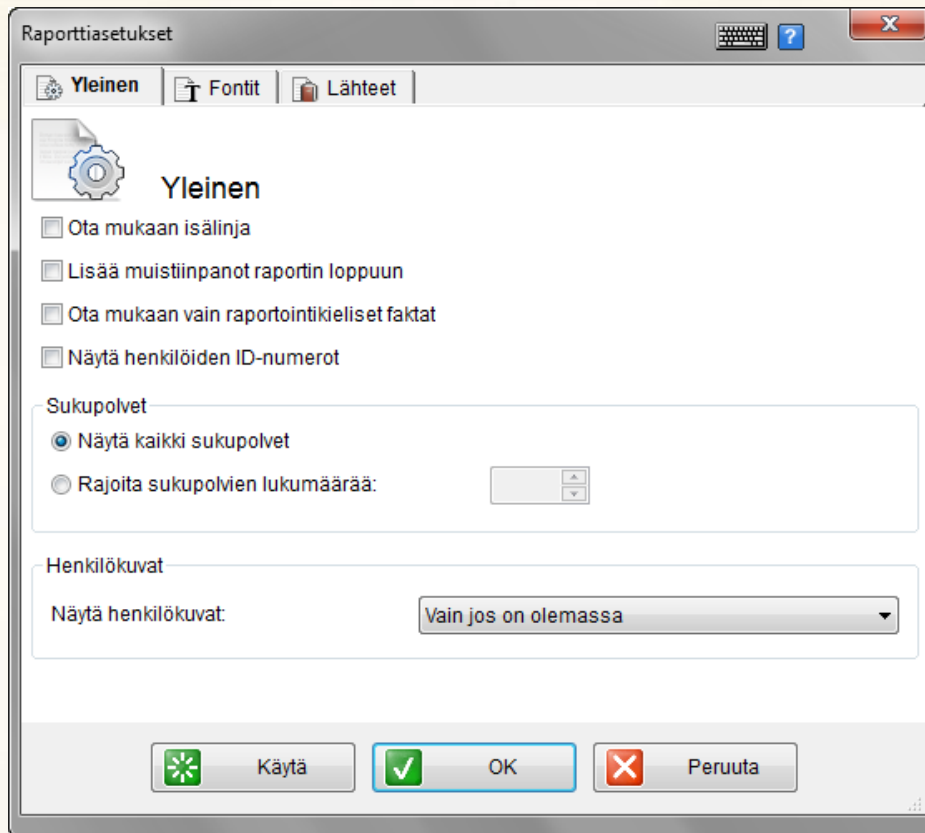 Raporttiasetukset
Yleinen Fontit Lähteet
Yleinen
Ota mukaan isälinja
Lisää muistiinpanot raportin loppuun
Ota mukaan vain raportointikieliset faktat
Näytä henkilöiden ID-numerot
Sukupolvet
Näytä kaikki sukupolvet
Rajoita sukupolvien lukumäärää:
Henkilökuvat
Näytä henkilökuvat: Vain jos on olemassa
Käytä OK Peruuta